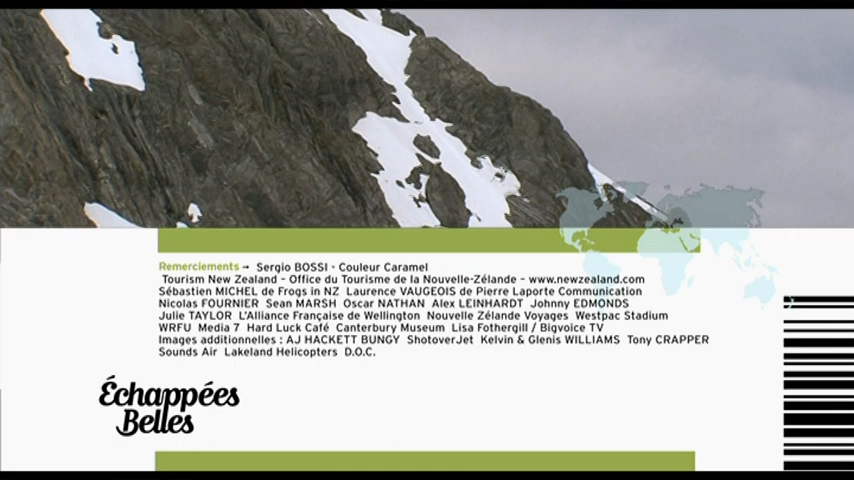 Remerciements → Sergio BOSSI - Couleur Caramel
Tourism New Zealand – Office du Tourisme de la Nouvelle-Zélande – www.newzealand.com
Sébastien MICHEL de Frogs in NZ Laurence VAUGEOIS de Pierre Laporte Communication
Nicolas FOURNIER Sean MARSH Oscar NATHAN Alex LEINHARDT Johnny EDMONDS
Julie TAYLOR L'Alliance Française de Wellington Nouvelle Zélande Voyages Westpac Stadium
WRFU Media 7 Hard Luck Café Canterbury Museum Lisa Fothergill / Bigvoice TV
Images additionnelles : AJ HACKETT BUNGY ShotoverJet Kelvin & Glenis WILLIAMS Tony CRAPPER
Sounds Air Lakeland Helicopters D.O.C.
Échappées
Belles